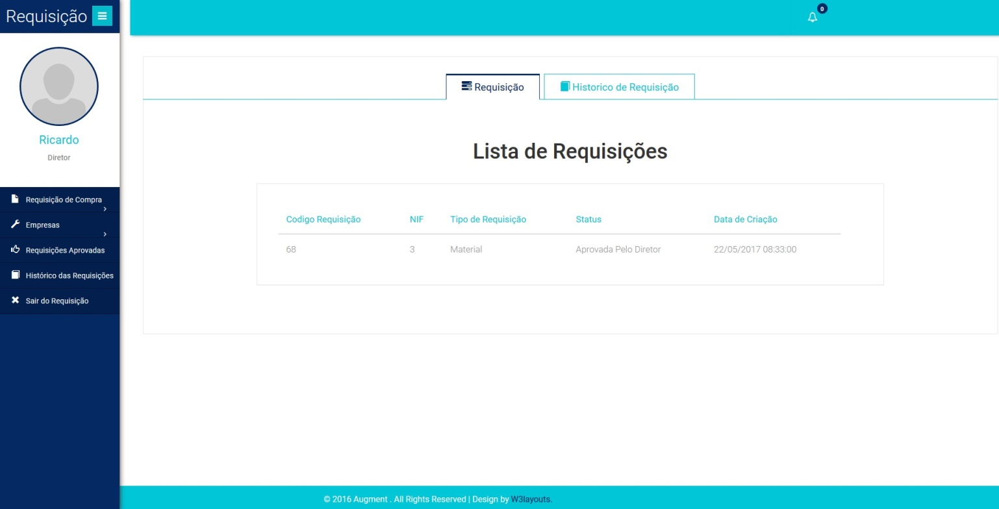 Requisição
0
Ricardo
Diretor
Requisição de Compra
Empresas
Requisições Aprovadas
Histórico das Requisições
Sair do Requisição
Requisição
Historico de Requisição
Lista de Requisições
Codigo Requisição NIF Tipo de Requisição Status Data de Criação
68 3 Material Aprovada Pelo Diretor 22/05/2017 08:33:00
© 2016 Augment . All Rights Reserved | Design by W3layouts.